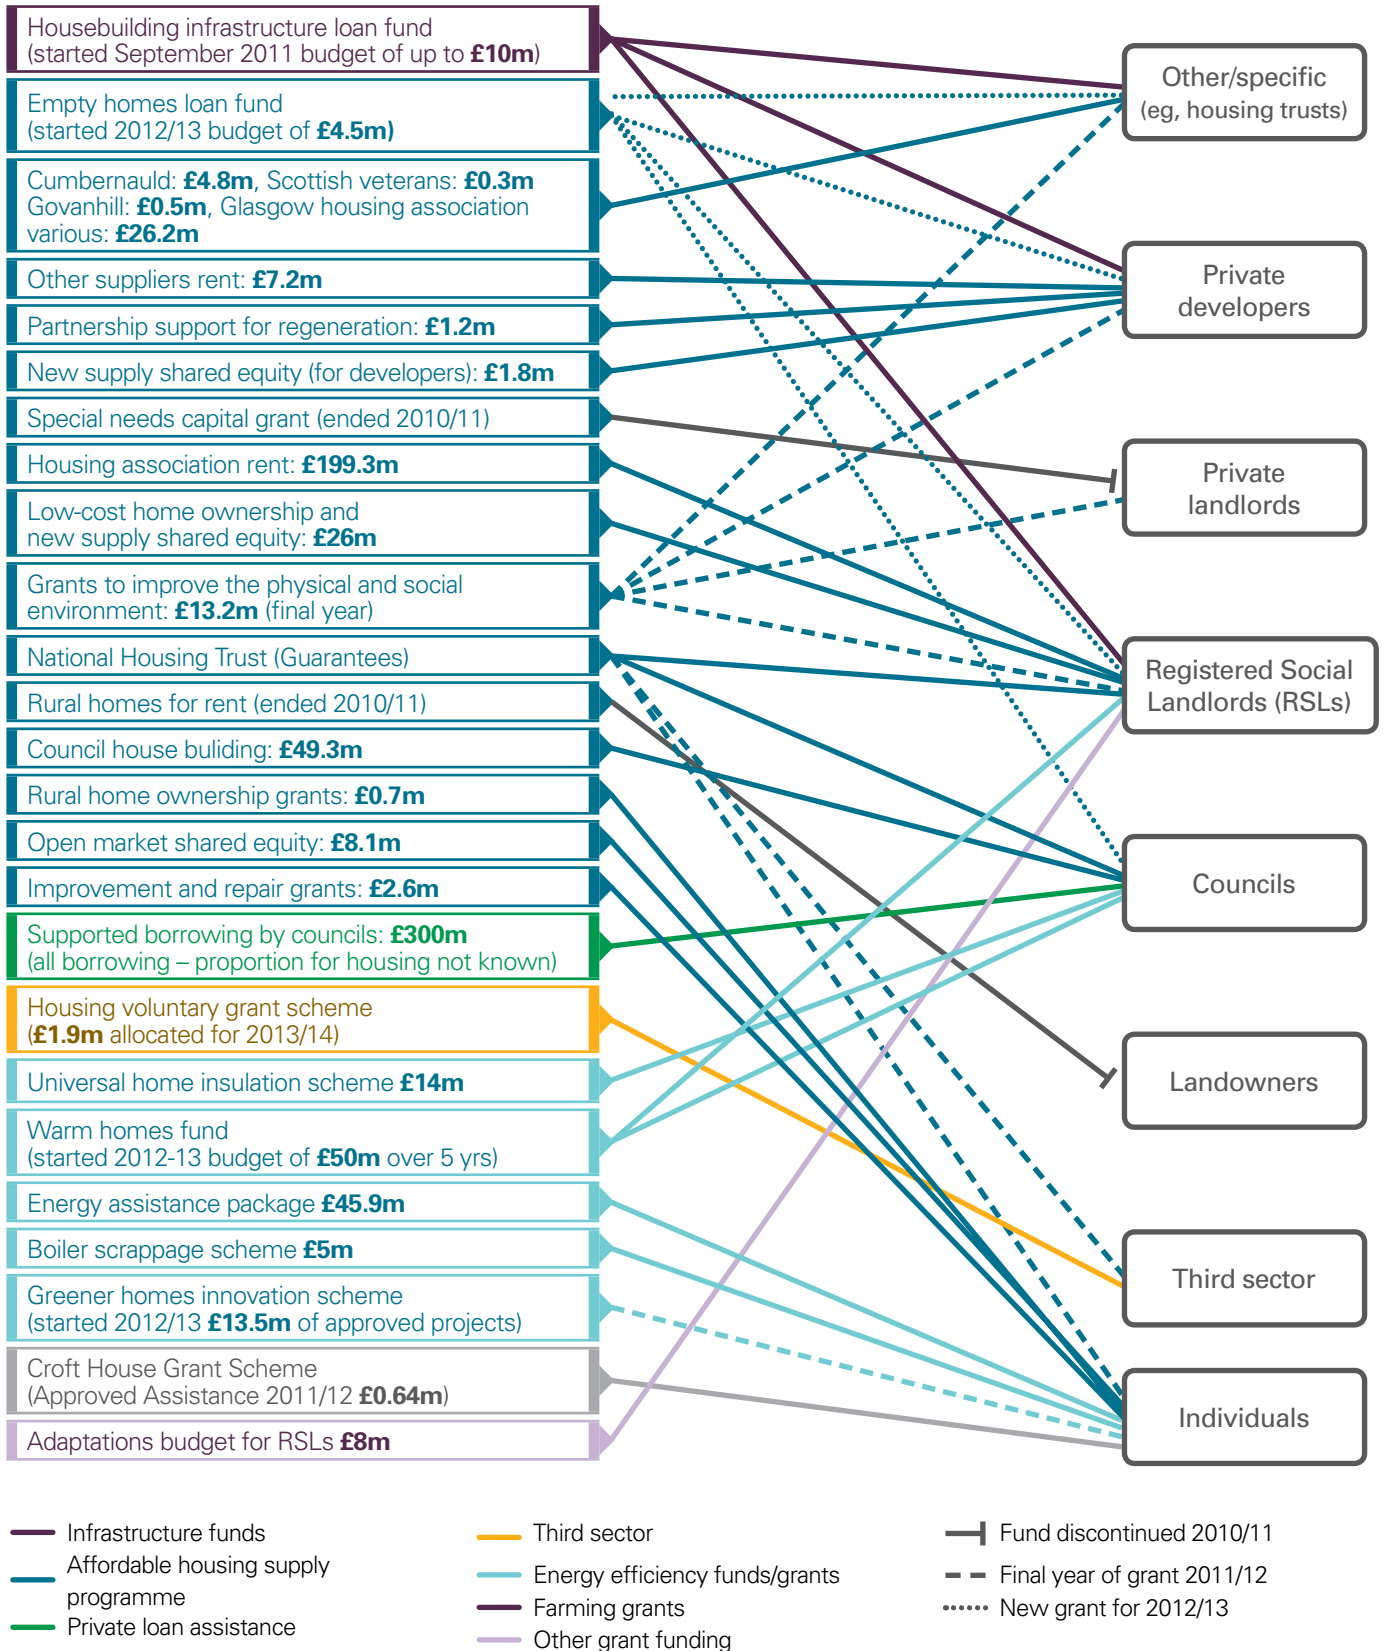 Housebuilding infrastructure loan fund
(started September 2011 budget of up to £10m)
Empty homes loan fund
(started 2012/13 budget of £4.5m)
Cumbernauld: £4.8m, Scottish veterans: £0.3m
Govanhill: £0.5m, Glasgow housing association
various: £26.2m
Other suppliers rent: £7.2m
Partnership support for regeneration: £1.2m
New supply shared equity (for developers): £1.8m
Special needs capital grant (ended 2010/11)
Housing association rent: £199.3m
Low-cost home ownership and
new supply shared equity: £26m
Grants to improve the physical and social
environment: £13.2m (final year)
National Housing Trust (Guarantees)
Rural homes for rent (ended 2010/11)
Council house buliding: £49.3m
Rural home ownership grants: £0.7m
Open market shared equity: £8.1m
Improvement and repair grants: £2.6m
Supported borrowing by councils: £300m
(all borrowing – proportion for housing not known)
Housing voluntary grant scheme
(£1.9m allocated for 2013/14)
Universal home insulation scheme £14m
Warm homes fund
(started 2012-13 budget of £50m over 5 yrs)
Energy assistance package £45.9m
Boiler scrappage scheme £5m
Greener homes innovation scheme
(started 2012/13 £13.5m of approved projects)
Croft House Grant Scheme
(Approved Assistance 2011/12 £0.64m)
Adaptations budget for RSLs £8m
Other/specific
(eg, housing trusts)
Private
developers
Private
landlords
Registered Social
Landlords (RSLs)
Councils
Landowners
Third sector
Individuals
Infrastructure funds
Affordable housing supply
programme
Private loan assistance
Third sector
Energy efficiency funds/grants
Farming grants
Other grant funding
Fund discontinued 2010/11
Final year of grant 2011/12
New grant for 2012/13